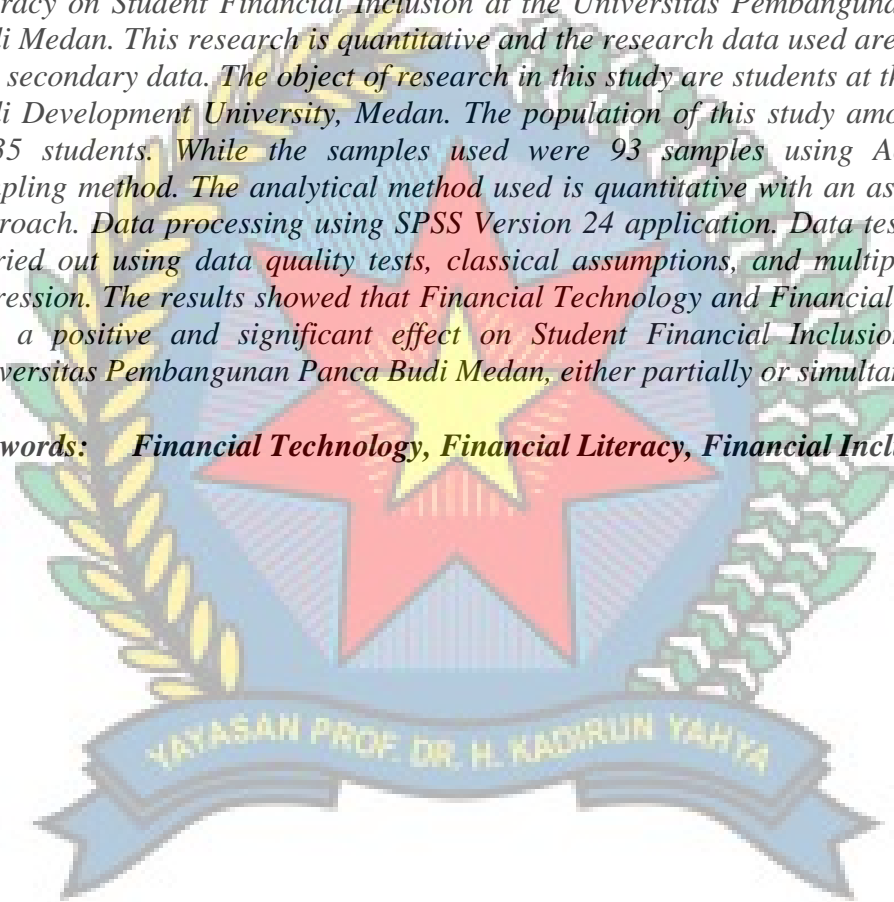 racy on Student Financial Inclusion at the Universitas Pembanguna
di Medan. This research is quantitative and the research data used are
secondary data. The object of research in this study are students at th
di Development University, Medan. The population of this study amo
35 students. While the samples used were 93 samples using A
pling method. The analytical method used is quantitative with an as
roach. Data processing using SPSS Version 24 application. Data tes
ried out using data quality tests, classical assumptions, and multip
ression. The results showed that Financial Technology and Financial
a positive and significant effect on Student Financial Inclusion
versitas Pembangunan Panca Budi Medan, either partially or simultan
words: Financial Technology, Financial Literacy, Financial Incl
YAYASAN PROF. DR. H. KADIRUN YAHYA